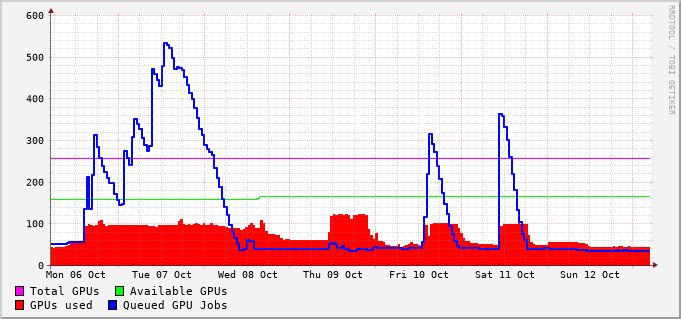 600
500
400
300
200
100
0
Mon 06 Oct Tue 07 Oct Wed 08 Oct Thu 09 Oct Fri 10 Oct Sat 11 Oct Sun 12 Oct
Total GPUs Available GPUs
GPUs used Queued GPU Jobs
RRDTOOL / TOBI OETIKER